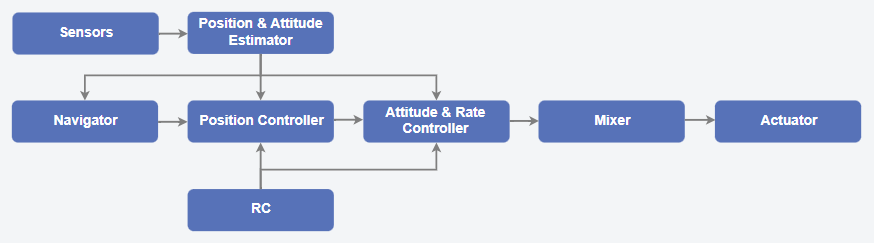 Sensors
Position & Attitude
Estimator
Navigator
Position Controller
Attitude & Rate
Controller
Mixer
Actuator
RC